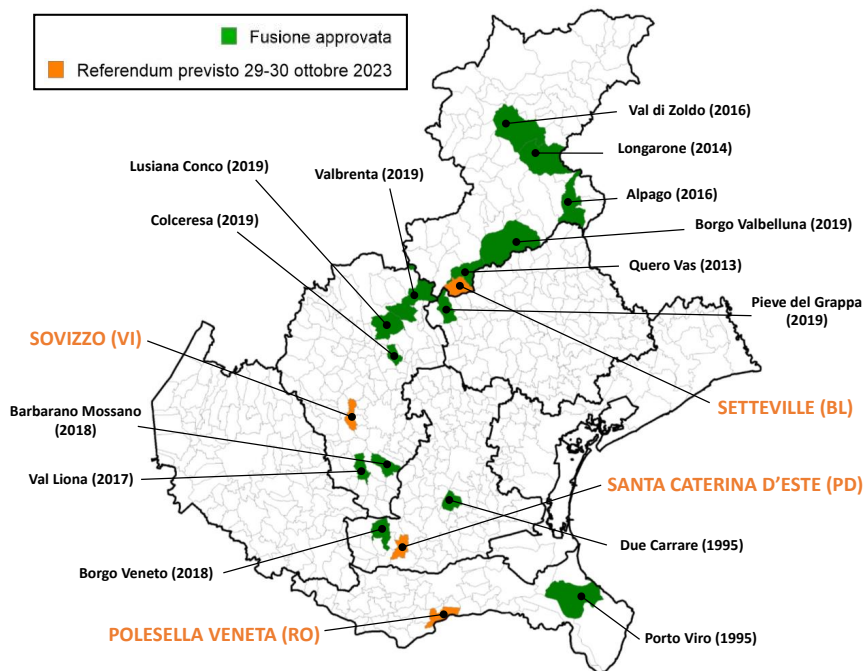 Fusione approvata
Referendum previsto 29-30 ottobre 2023
Val di Zoldo (2016)
Longarone (2014)
Lusiana Conco (2019)
Valbrenta (2019)
Alpago (2016)
Colceresa (2019)
Borgo Valbelluna (2019)
Quero Vas (2013)
Pieve del Grappa
(2019)
SOVIZZO (VI)
SETTEVILLE (BL)
Barbarano Mossano
(2018)
Val Liona (2017)
SANTA CATERINA D'ESTE (PD)
Due Carrare (1995)
Borgo Veneto (2018)
POLESELLA VENETA (RO)
Porto Viro (1995)